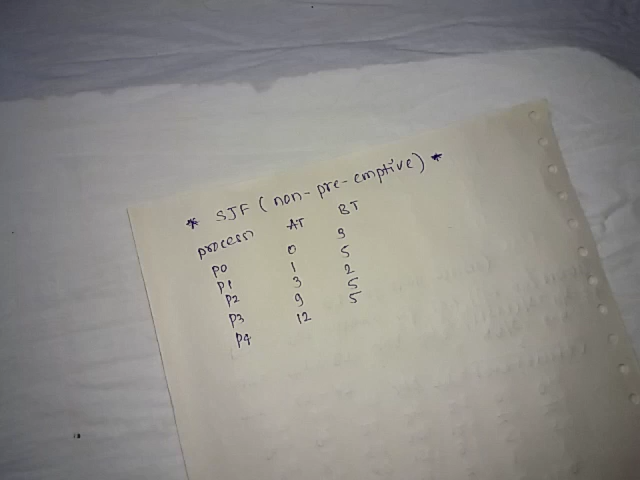 * SJF (non-pre-emptive) *
process AT BT
P0 0 9
P1 1 5
P2 3 2
P3 9 5
P4 12 5